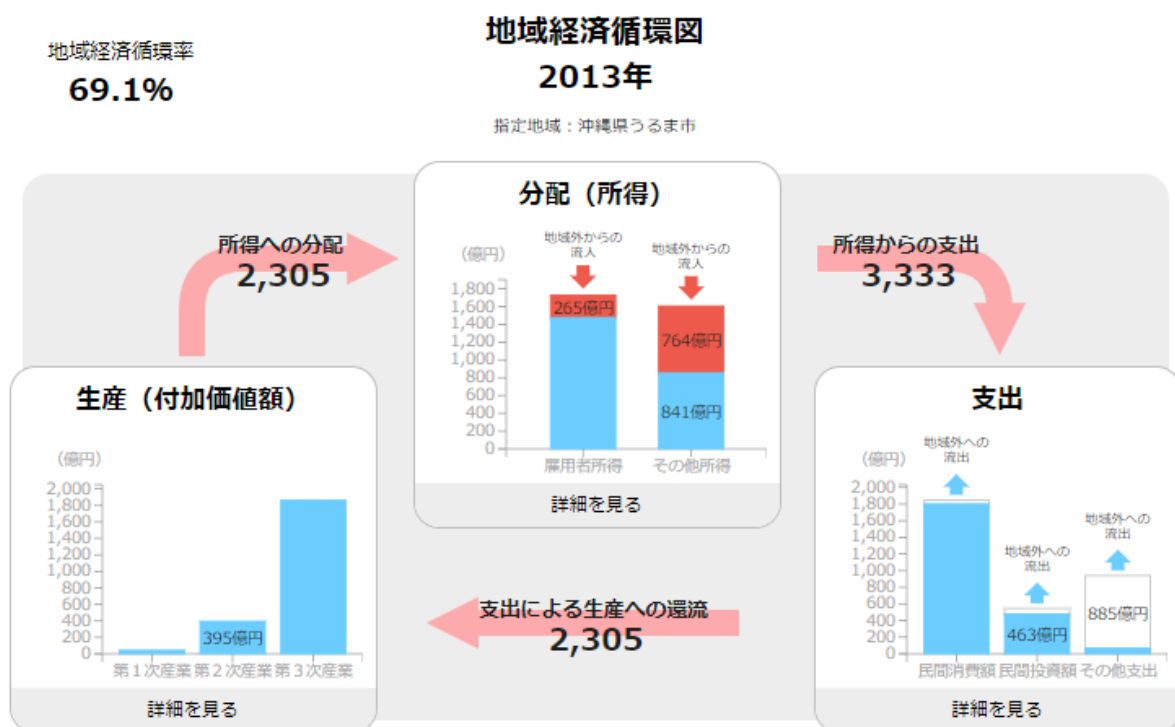 地域経済循環図
2013年
指定地域：沖縄県うるま市
地域経済循環率
69.1%
所得への分配
2,305
分配（所得）
（億円）
地域外からの
流入
地域外からの
流入
1,800
1,600
1,400
1,200
1,000
800
600
400
200
0
265億円
764億円
841億円
雇用者所得
その他所得
詳細を見る
所得からの支出
3,333
生産（付加価値額）
（億円）
2,000
1,800
1,600
1,400
1,200
1,000
800
600
400
200
0
395億円
第１次産業
第２次産業
第３次産業
詳細を見る
支出による生産への還流
2,305
支出
（億円）
地域外への
流出
地域外への
流出
地域外への
流出
2,000
1,800
1,600
1,400
1,200
1,000
800
600
400
200
0
463億円
885億円
民間消費額
民間投資額
その他支出
詳細を見る